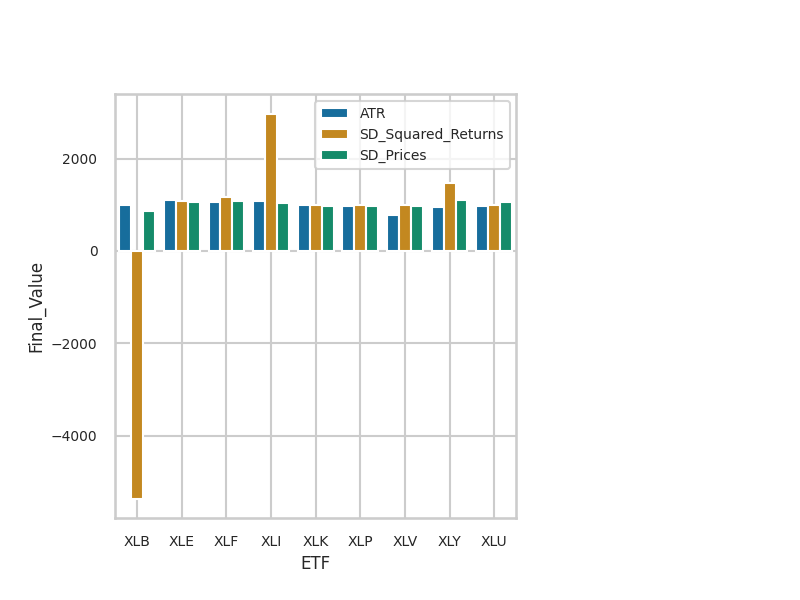 ATR
SD_Squared_Returns
SD_Prices
2000
0
−2000
−4000
Final_Value
XLB XLE XLF XLI XLK XLP XLV XLY XLU
ETF